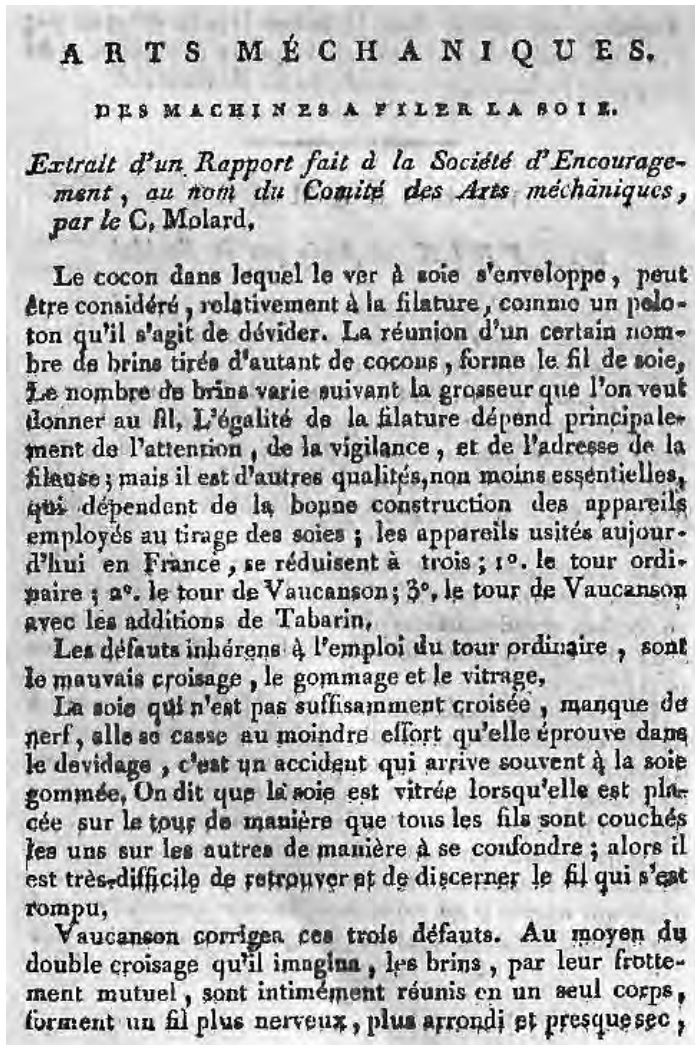 ARTS MÉCHANIQUES.
DES MACHINES A FILER LA SOIE.
Extrait d'un Rapport fait à la Société d'Encourage-
ment, au nom du Comité des Arts méchaniques,
par le C. Molard.
Le cocon dans lequel le ver à soie s'enveloppe, peut
être considéré, relativement à la filature, comme un pelo-
ton qu'il s'agit de dévider. La réunion d'un certain nom-
bre de brins tirés d'autant de cocons, forme le fil de soie.
Le nombre de brins varie suivant la grosseur que l'on veut
donner au fil. L'égalité de la filature dépend principale-
ment de l'attention, de la vigilance, et de l'adresse de la
fileuse; mais il est d'autres qualités, non moins essentielles,
qui dépendent de la bonne construction des appareils
employés au tirage des soies; les appareils usités aujour-
d'hui en France, se réduisent à trois; 1°. le tour ordi-
naire; 2°. le tour de Vaucanson; 3°. le tour de Vaucanson
avec les additions de Tabarin.
Les défauts inhérens à l'emploi du tour ordinaire, sont
le mauvais croisage, le gommage et le vitrage.
La soie qui n'est pas suffisamment croisée, manque de
nerf, elle se casse au moindre effort qu'elle éprouve dans
le devidage, c'est un accident qui arrive souvent à la soie
gommée. On dit que la soie est vitrée lorsqu'elle est pla-
cée sur le tour de manière que tous les fils sont couchés
les uns sur les autres de manière à se confondre; alors il
est très-difficile de retrouver et de discerner le fil qui s'est
rompu.
Vaucanson corrigea ces trois défauts. Au moyen du
double croisage qu'il imagina, les brins, par leur frotte-
ment mutuel, sont intimément réunis en un seul corps,
forment un fil plus nerveux, plus arrondi et presque sec;